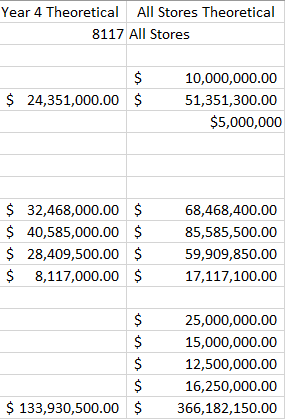 Year 4 Theoretical All Stores Theoretical
8117 All Stores
$ 10,000,000.00
$ 24,351,000.00 $ 51,351,300.00
$5,000,000
$ 32,468,000.00 $ 68,468,400.00
$ 40,585,000.00 $ 85,585,500.00
$ 28,409,500.00 $ 59,909,850.00
$ 8,117,000.00 $ 17,117,100.00
$ 25,000,000.00
$ 15,000,000.00
$ 12,500,000.00
$ 16,250,000.00
$ 133,930,500.00 $ 366,182,150.00